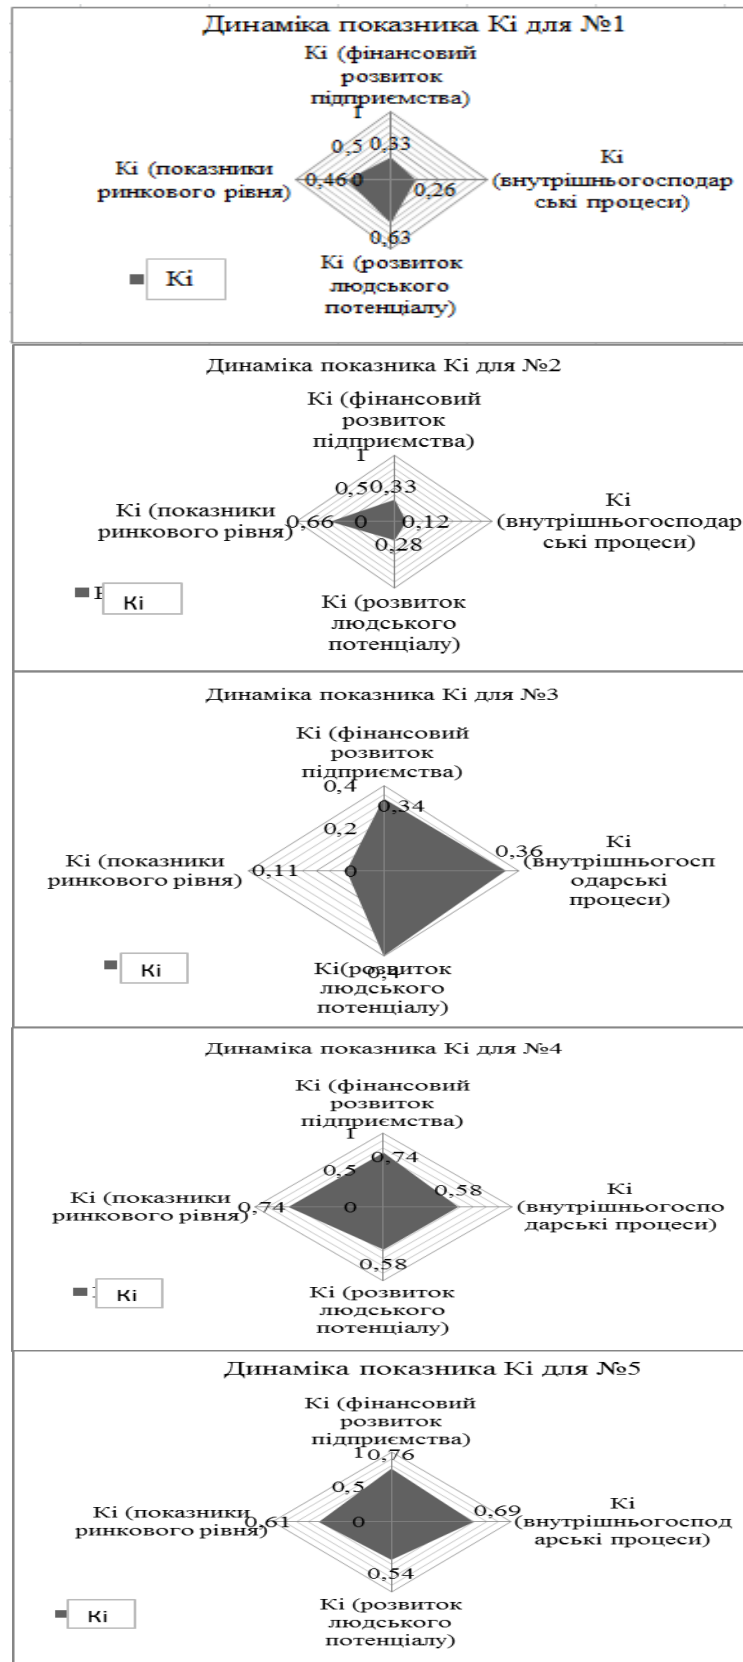 Динаміка показника Кі для №1
Кі (фінансовий
розвиток
підприємства)
1
0,5
0,33
Кі (показники
ринкового рівня)
0,46
0
0,26
Кі
(внутрішньогосподар
ські процеси)
0,63
Кі (розвиток
людського
потенціалу)
Кі
Динаміка показника Кі для №2
Кі (фінансовий
розвиток
підприємства)
1
0,5
0,33
Кі (показники
ринкового рівня)
0,66
0
0,12
Кі
(внутрішньогосподар
ські процеси)
0,28
Кі (розвиток
людського
потенціалу)
Кі
Динаміка показника Кі для №3
Кі (фінансовий
розвиток
підприємства)
0,4
0,34
0,2
Кі (показники
ринкового рівня)
0,11
0
0,36
Кі
(внутрішньогосп
одарські
процеси)
Кі(розвиток
0,4
людського
потенціалу)
Кі
Динаміка показника Кі для №4
Кі (фінансовий
розвиток
підприємства)
1
0,74
0,5
Кі (показники
ринкового рівня)
0,74
0
0,58
Кі
(внутрішньогоспо
дарські процеси)
0,58
Кі (розвиток
людського
потенціалу)
Кі
Динаміка показника Кі для №5
Кі (фінансовий
розвиток
підприємства)
1
0,76
0,5
Кі (показники
ринкового рівня)
0,61
0
0,69
Кі
(внутрішньогоспод
арські процеси)
0,54
Кі (розвиток
людського
потенціалу)
Кі